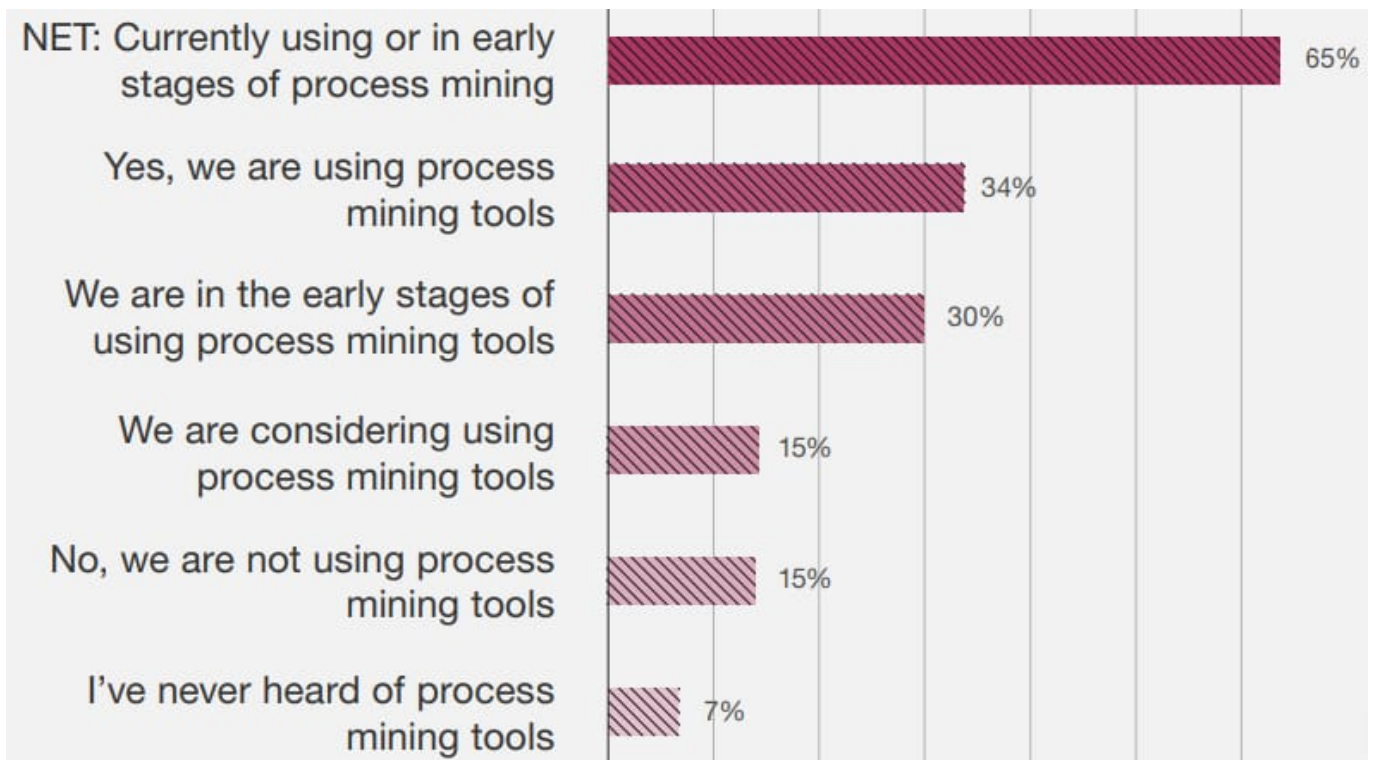 NET: Currently using or in early
stages of process mining
65%
Yes, we are using process
mining tools
34%
We are in the early stages of
using process mining tools
30%
We are considering using
process mining tools
15%
No, we are not using process
mining tools
15%
I’ve never heard of process
mining tools
7%